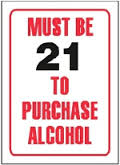 MUST BE
21
TO
PURCHASE
ALCOHOL